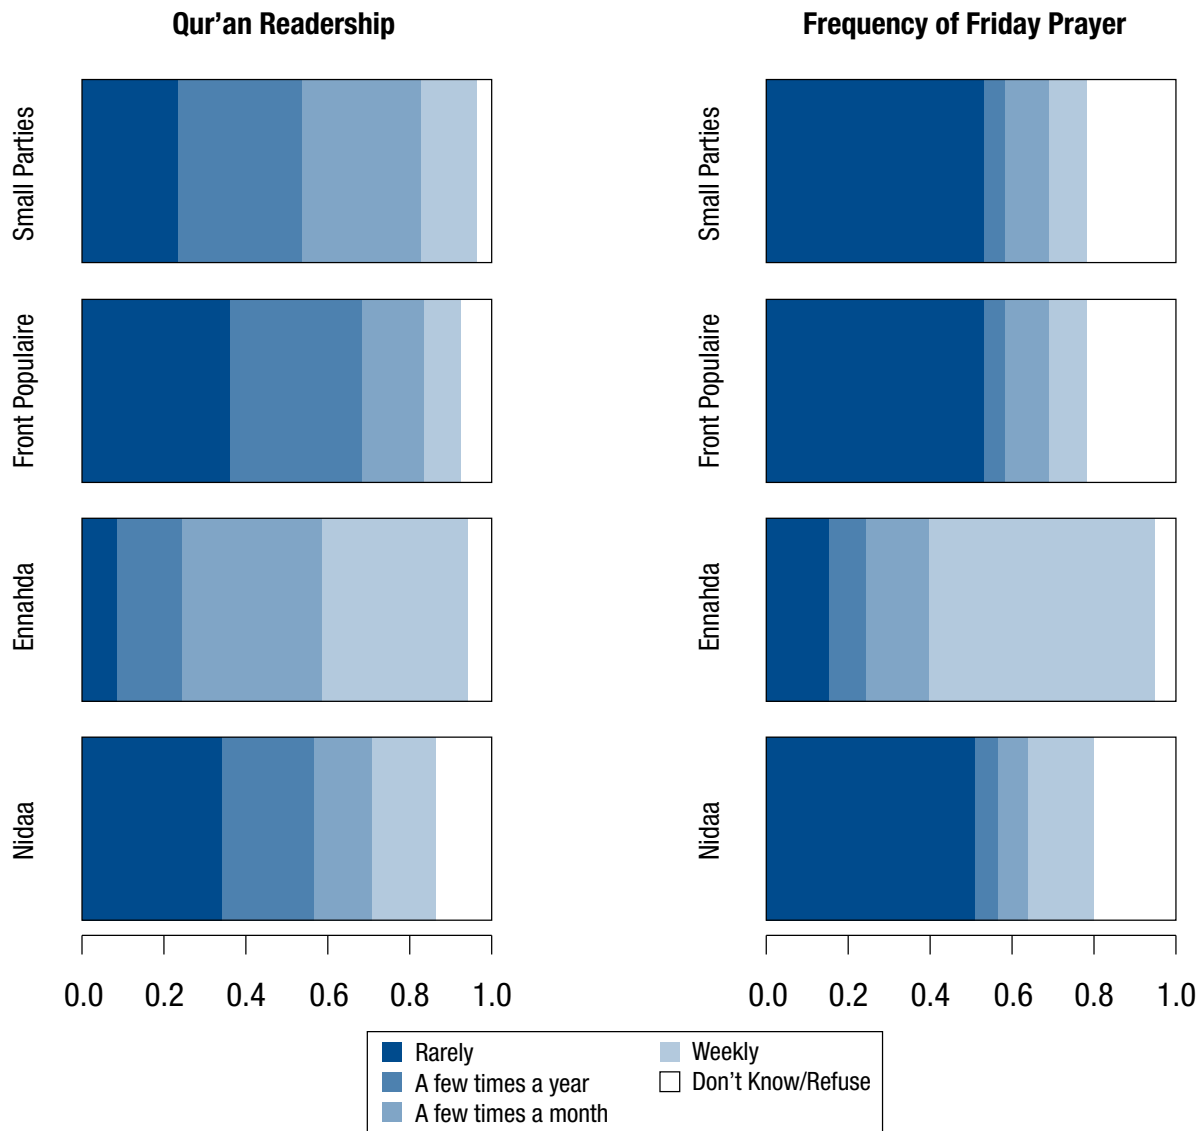 Qur’an Readership
Frequency of Friday Prayer
Small Parties
Front Populaire
Ennahda
Nidaa
0.0 0.2 0.4 0.6 0.8 1.0
Small Parties
Front Populaire
Ennahda
Nidaa
0.0 0.2 0.4 0.6 0.8 1.0
Rarely
A few times a year
A few times a month
Weekly
Don’t Know/Refuse